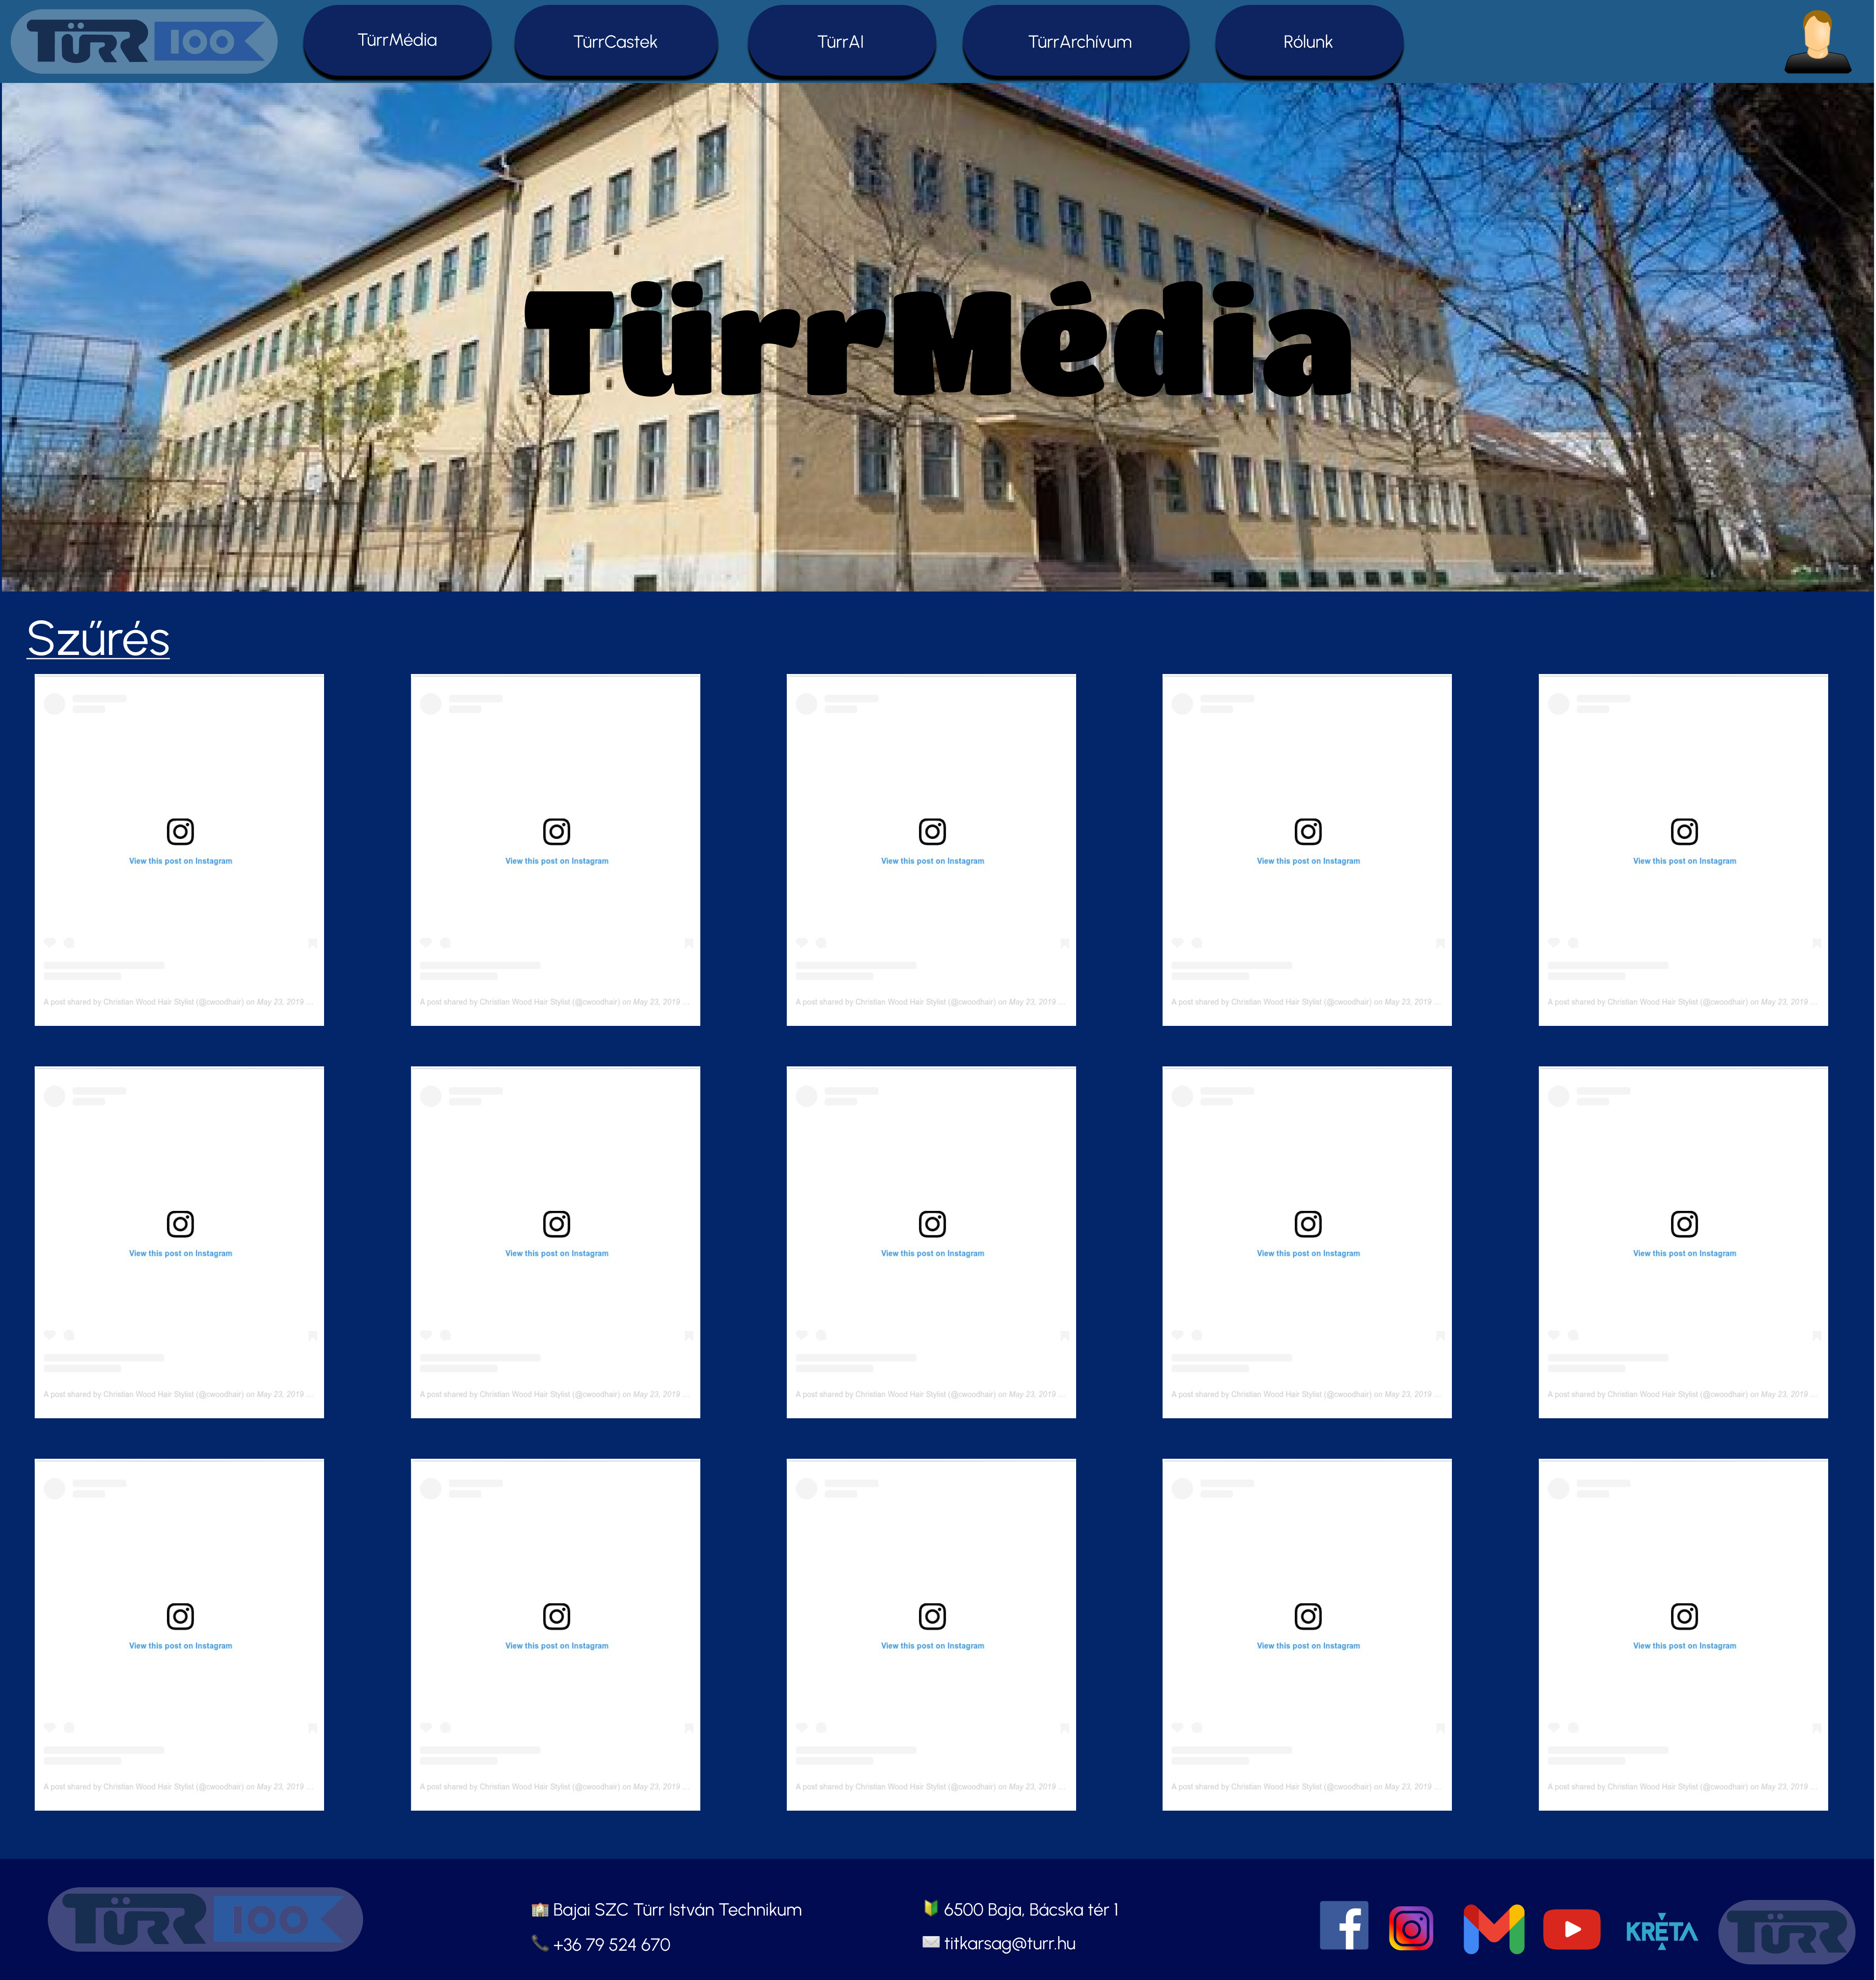 TÜRR 100
TürrMédia
TürrCastek
TürrAI
TürrArchívum
Rólunk
TürrMédia
Szűrés
View this post on Instagram
View this post on Instagram
View this post on Instagram
View this post on Instagram
View this post on Instagram
A post shared by Christian Wood Hair Stylist (@cwoodhair) on May 23, 2019 ...
A post shared by Christian Wood Hair Stylist (@cwoodhair) on May 23, 2019 ...
A post shared by Christian Wood Hair Stylist (@cwoodhair) on May 23, 2019 ...
A post shared by Christian Wood Hair Stylist (@cwoodhair) on May 23, 2019 ...
A post shared by Christian Wood Hair Stylist (@cwoodhair) on May 23, 2019 ...
View this post on Instagram
View this post on Instagram
View this post on Instagram
View this post on Instagram
View this post on Instagram
A post shared by Christian Wood Hair Stylist (@cwoodhair) on May 23, 2019 ...
A post shared by Christian Wood Hair Stylist (@cwoodhair) on May 23, 2019 ...
A post shared by Christian Wood Hair Stylist (@cwoodhair) on May 23, 2019 ...
A post shared by Christian Wood Hair Stylist (@cwoodhair) on May 23, 2019 ...
A post shared by Christian Wood Hair Stylist (@cwoodhair) on May 23, 2019 ...
View this post on Instagram
View this post on Instagram
View this post on Instagram
View this post on Instagram
View this post on Instagram
A post shared by Christian Wood Hair Stylist (@cwoodhair) on May 23, 2019 ...
A post shared by Christian Wood Hair Stylist (@cwoodhair) on May 23, 2019 ...
A post shared by Christian Wood Hair Stylist (@cwoodhair) on May 23, 2019 ...
A post shared by Christian Wood Hair Stylist (@cwoodhair) on May 23, 2019 ...
A post shared by Christian Wood Hair Stylist (@cwoodhair) on May 23, 2019 ...
TÜRR 100
Bajai SZC Türr István Technikum
+36 79 524 670
6500 Baja, Bácska tér 1
titkarsag@turr.hu
KRÉTA
TÜRR